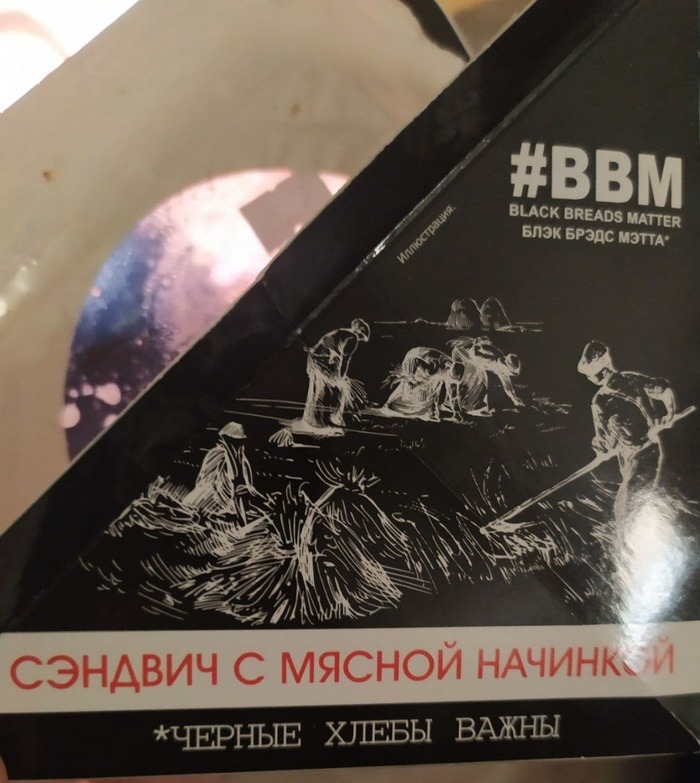 #BBM
BLACK BREADS MATTER
БЛЭК БРЭДС МЭТТА*
Иллюстрация.
СЭНДВИЧ С МЯСНОЙ НАЧИНКОЙ
*ЧЕРНЫЕ ХЛЕБЫ ВАЖНЫ